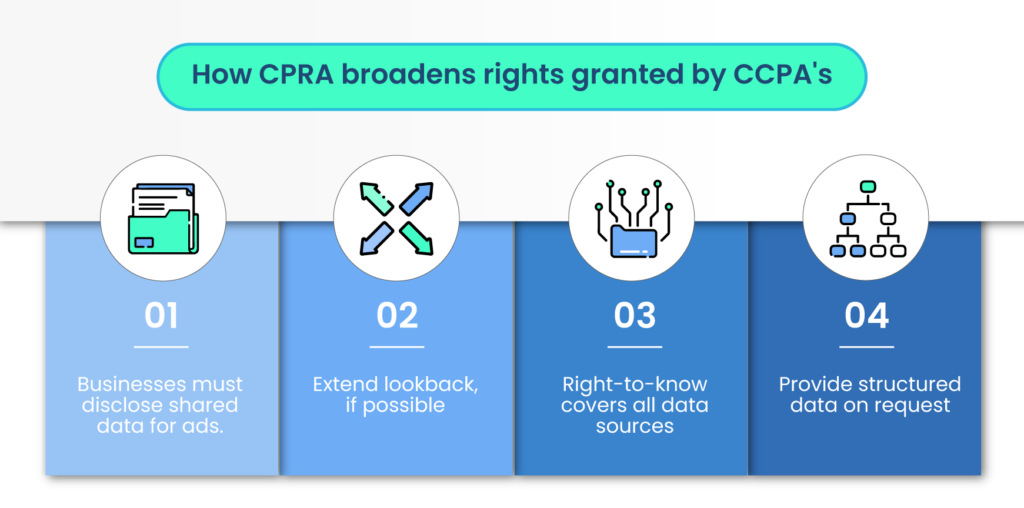 How CPRA broadens rights granted by CCPA's
01
Businesses must
disclose shared
data for ads.
02
Extend lookback,
if possible
03
Right-to-know
covers all data
sources
04
Provide structured
data on request